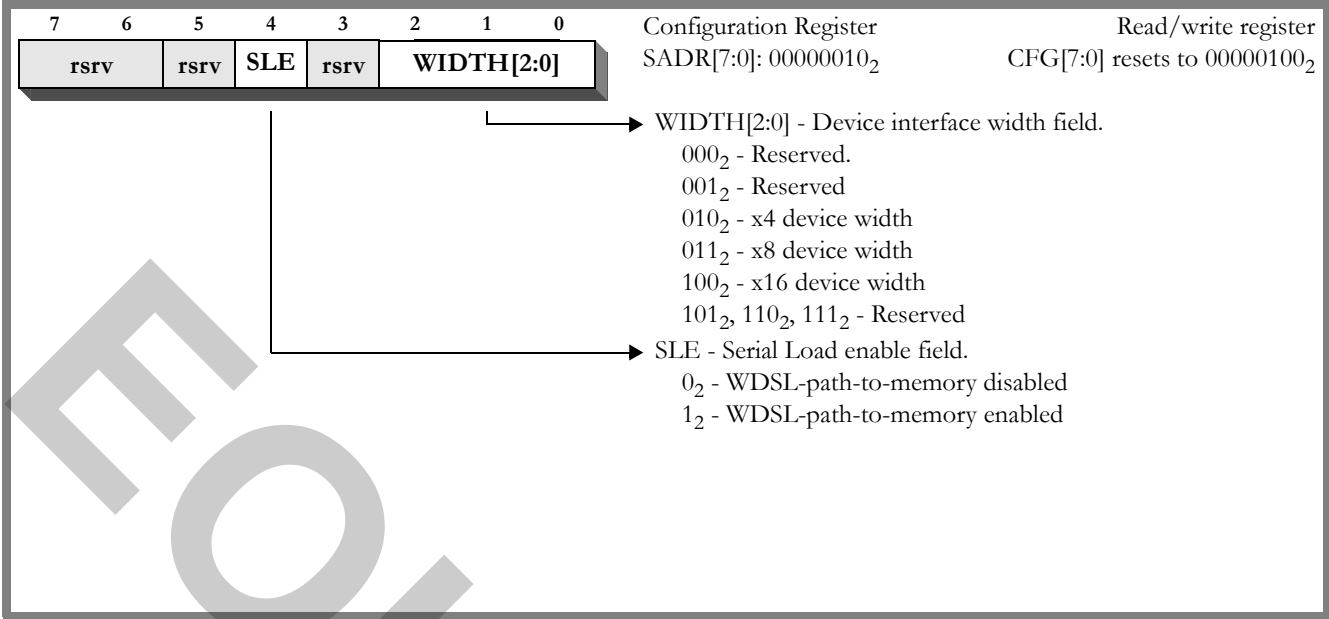 7 6 5 4 3 2 1 0
rsrv rsrv SLE rsrv WIDTH[2:0]
Configuration Register Read/write register
SADR[7:0]: 00000010₂ CFG[7:0] resets to 00000100₂
WIDTH[2:0] - Device interface width field.
000₂ - Reserved.
001₂ - Reserved
010₂ - x4 device width
011₂ - x8 device width
100₂ - x16 device width
101₂, 110₂, 111₂ - Reserved
SLE - Serial Load enable field.
0₂ - WDSL-path-to-memory disabled
1₂ - WDSL-path-to-memory enabled
EO